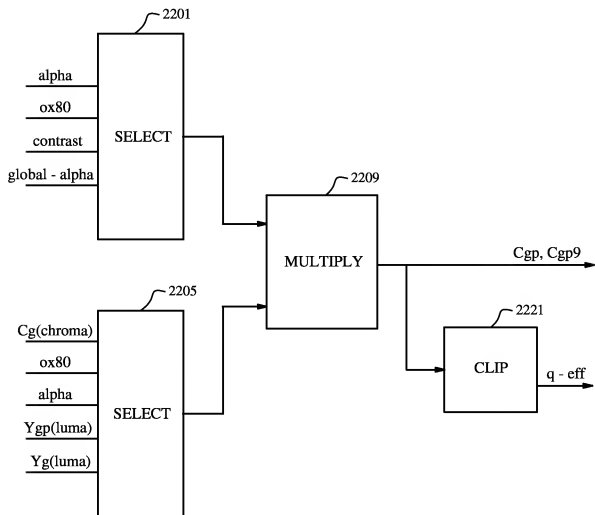 2201
alpha
ox80
contrast
global - alpha
SELECT
2209
MULTIPLY
Cgp, Cgp9
2205
Cg(chroma)
ox80
alpha
Ygp(luma)
Yg(luma)
SELECT
2221
CLIP
q - eff